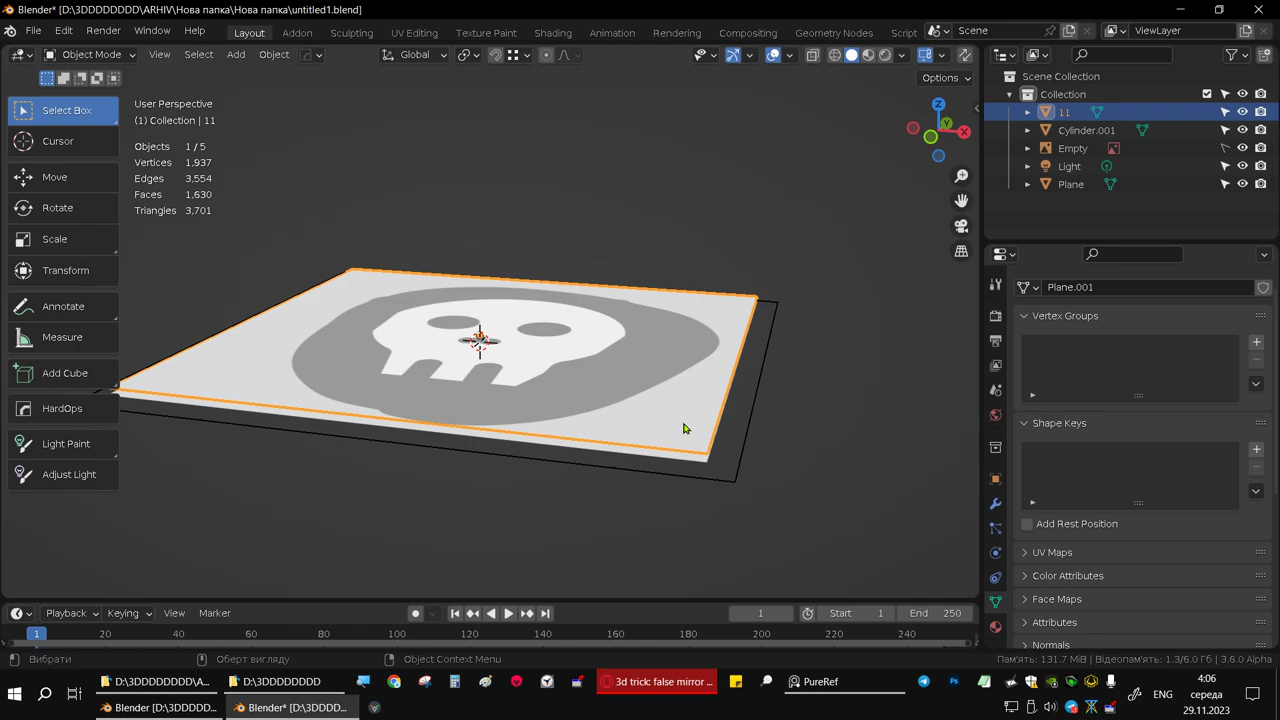 Blender* [D:\3DDDDDDDD\ARHIV\Нова папка\Нова папка\untitled1.blend]
File Edit Render Window Help Layout Addon Sculpting UV Editing Texture Paint Shading Animation Rendering Compositing Geometry Nodes Script Scene ViewLayer
Object Mode View Select Add Object Global
Options
Select Box
Cursor
Move
Rotate
Scale
Transform
Annotate
Measure
Add Cube
HardOps
Light Paint
Adjust Light
User Perspective
(1) Collection | 11
Objects 1 / 5
Vertices 1,937
Edges 3,554
Faces 1,630
Triangles 3,701
Z
Y
X
Scene Collection
Collection
11
Cylinder.001
Empty
Light
Plane
Plane.001
Vertex Groups
Shape Keys
Add Rest Position
UV Maps
Color Attributes
Face Maps
Attributes
Normals
Playback Keying View Marker 1 Start 1 End 250
1 20 40 60 80 100 120 140 160 180 200 220 240
Вибрати Оберт вигляду Object Context Menu Пам'ять: 131.7 MiB | Відеопам'ять: 1.3/6.0 Гб | 3.6.0 Alpha
D:\3DDDDDDDD\A... D:\3DDDDDDDD 3d trick: false mirror ... PureRef
Blender [D:\3DDDD... Blender* [D:\3DDDD...
ENG
4:06
середа
29.11.2023